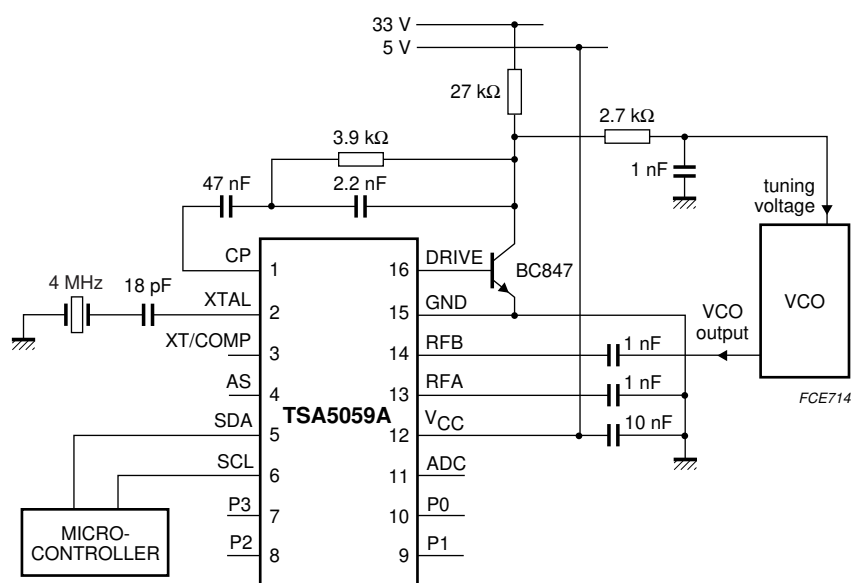 33 V
5 V
27 kΩ
2.7 kΩ
3.9 kΩ
1 nF
47 nF
2.2 nF
tuning
voltage
CP
1
16
DRIVE
BC847
4 MHz
18 pF
XTAL
2
15
GND
VCO
output
VCO
XT/COMP
3
14
RFB
1 nF
AS
4
13
RFA
1 nF
FCE714
TSA5059A
SDA
5
12
VCC
10 nF
SCL
6
11
ADC
P3
7
10
P0
MICRO-
CONTROLLER
P2
8
9
P1